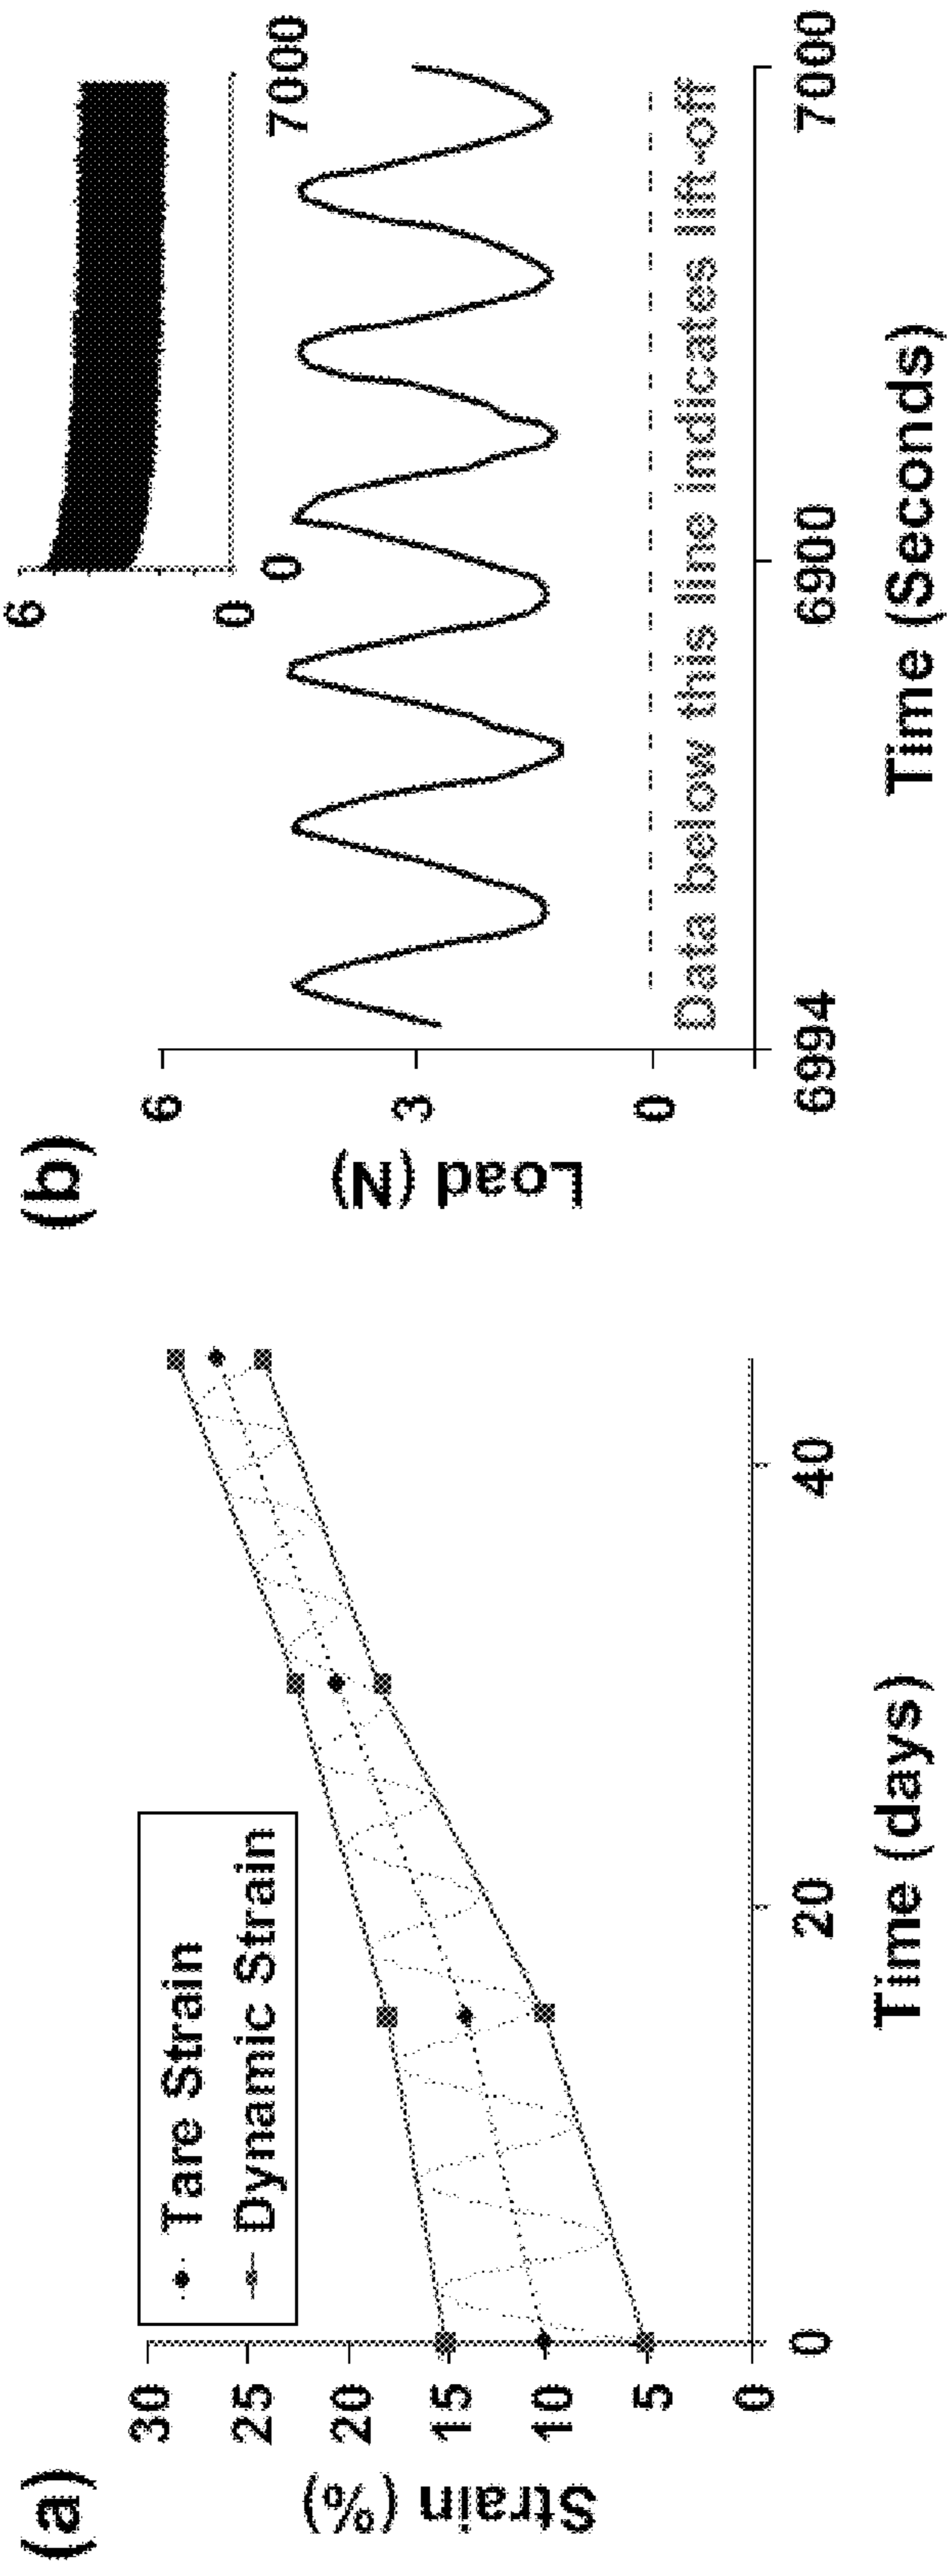 (a)
Strain (%)
30
25
20
15
10
5
0
Tare Strain
Dynamic Strain
0
20
40
Time (days)
(b)
Load (N)
6
3
0
6
0
0
7000
Data below this line indicates lift-off
6994
6900
7000
Time (Seconds)